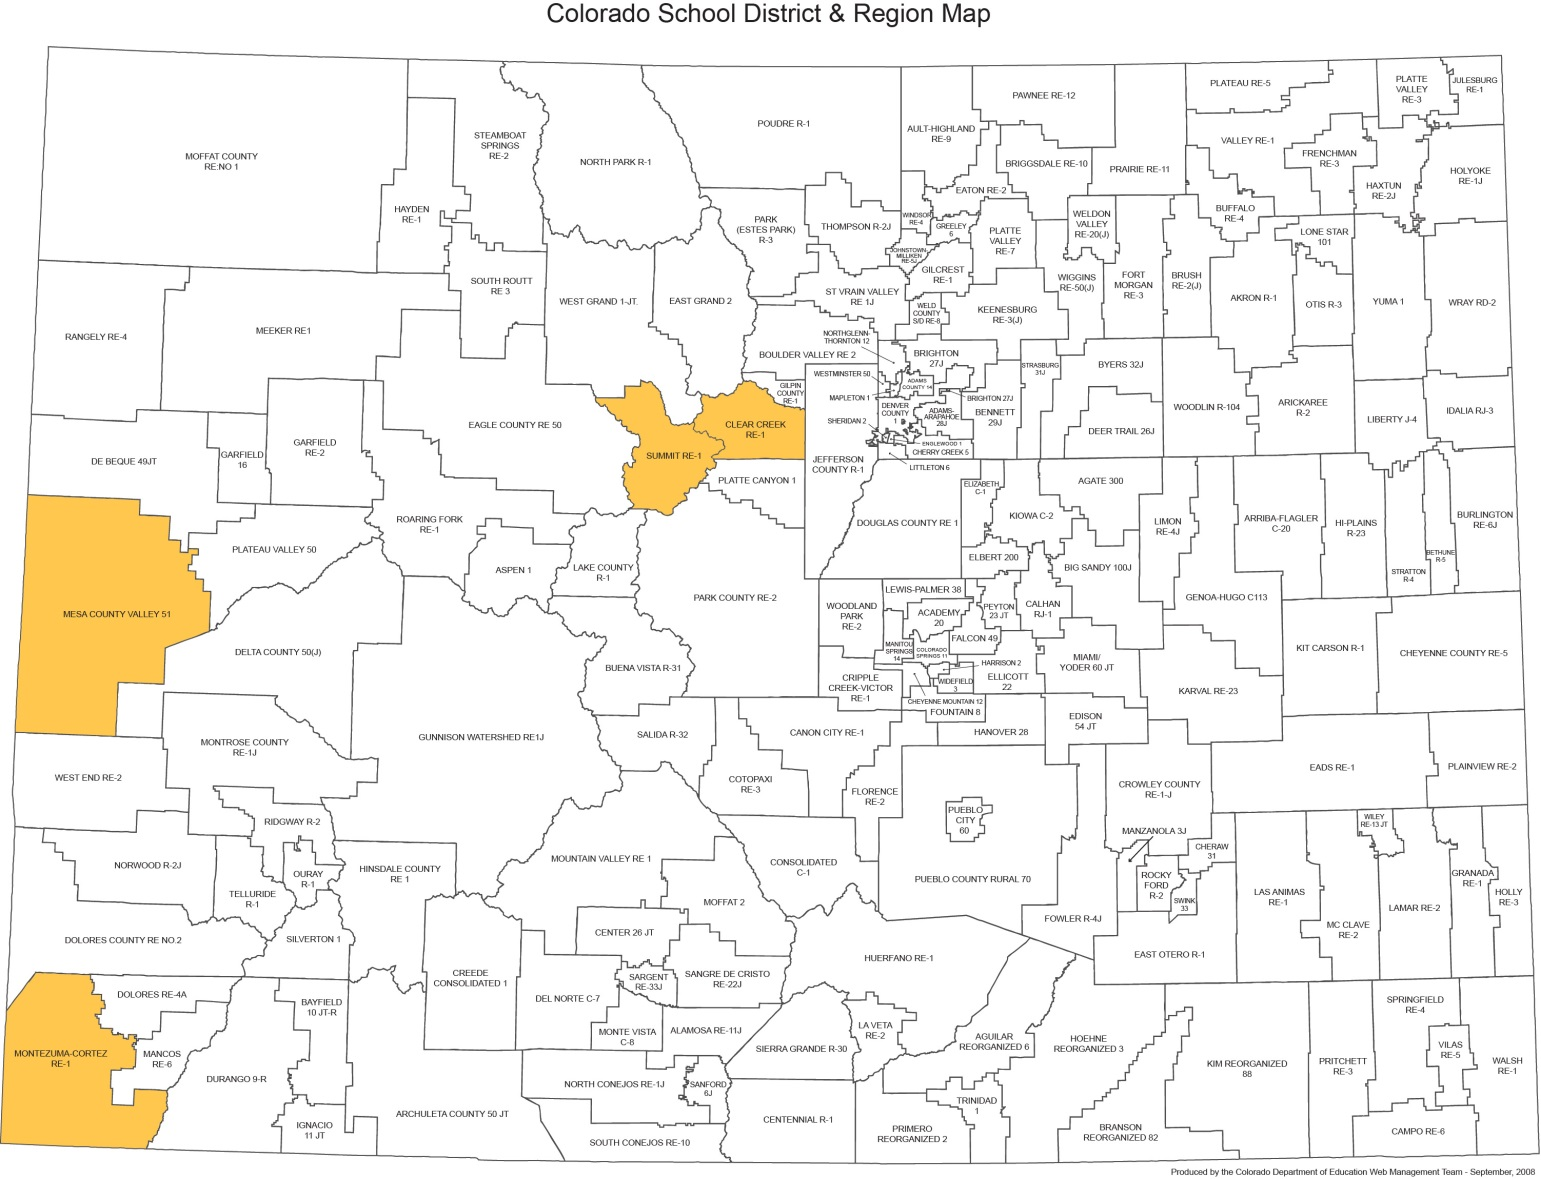 Colorado School District & Region Map
MOFFAT COUNTY
RE:NO 1
HAYDEN
RE-1
STEAMBOAT
SPRINGS
RE-2
NORTH PARK R-1
POUDRE R-1
AULT-HIGHLAND
RE-9
PAWNEE RE-12
BRIGGSDALE RE-10
PRAIRIE RE-11
PLATEAU RE-5
VALLEY RE-1
PLATTE
VALLEY
RE-3
JULESBURG
RE-1
FRENCHMAN
RE-3
HAXTUN
RE-2J
HOLYOKE
RE-1J
BUFFALO
RE-4
LONE STAR
101
EATON RE-2
WINDSOR
RE-4
GREELEY
6
PLATTE
VALLEY
RE-7
WELDON
VALLEY
RE-20(J)
PARK
(ESTES PARK)
R-3
THOMPSON R-2J
JOHNSTOWN-
MILLIKEN
RE-5J
GILCREST
RE-1
WIGGINS
RE-50(J)
FORT
MORGAN
RE-3
BRUSH
RE-2(J)
AKRON R-1
OTIS R-3
YUMA 1
WRAY RD-2
SOUTH ROUTT
RE 3
WEST GRAND 1-JT.
EAST GRAND 2
ST VRAIN VALLEY
RE 1J
WELD
COUNTY
S/D RE-8
KEENESBURG
RE-3(J)
RANGELY RE-4
MEEKER RE1
NORTHGLENN-
THORNTON 12
BOULDER VALLEY RE 2
BRIGHTON
27J
STRASBURG
31J
BYERS 32J
WESTMINSTER 50
ADAMS
COUNTY 14
GILPIN
COUNTY
RE-1
MAPLETON 1
BRIGHTON 27J
DENVER
COUNTY
1
ADAMS-
ARAPAHOE
28J
BENNETT
29J
SHERIDAN 2
ENGLEWOOD 1
CHERRY CREEK 5
LITTLETON 6
DEER TRAIL 26J
WOODLIN R-104
ARICKAREE
R-2
LIBERTY J-4
IDALIA RJ-3
EAGLE COUNTY RE 50
CLEAR CREEK
RE-1
SUMMIT RE-1
PLATTE CANYON 1
JEFFERSON
COUNTY R-1
DE BEQUE 49JT
GARFIELD
16
GARFIELD
RE-2
ROARING FORK
RE-1
PLATEAU VALLEY 50
ASPEN 1
LAKE COUNTY
R-1
DOUGLAS COUNTY RE 1
ELIZABETH
C-1
KIOWA C-2
AGATE 300
ELBERT 200
BIG SANDY 100J
LIMON
RE-4J
ARRIBA-FLAGLER
C-20
HI-PLAINS
R-23
STRATTON
R-4
BETHUNE
R-5
BURLINGTON
RE-6J
MESA COUNTY VALLEY 51
DELTA COUNTY 50(J)
PARK COUNTY RE-2
BUENA VISTA R-31
WOODLAND
PARK
RE-2
LEWIS-PALMER 38
ACADEMY
20
PEYTON
23 JT
CALHAN
RJ-1
GENOA-HUGO C113
MANITOU
SPRINGS
14
COLORADO
SPRINGS 11
FALCON 49
HARRISON 2
WIDEFIELD
3
ELLICOTT
22
MIAMI/
YODER 60 JT
KIT CARSON R-1
CHEYENNE COUNTY RE-5
CRIPPLE
CREEK-VICTOR
RE-1
CHEYENNE MOUNTAIN 12
FOUNTAIN 8
HANOVER 28
EDISON
54 JT
KARVAL RE-23
MONTROSE COUNTY
RE-1J
GUNNISON WATERSHED RE1J
SALIDA R-32
CANON CITY RE-1
COTOPAXI
RE-3
FLORENCE
RE-2
WEST END RE-2
RIDGWAY R-2
PUEBLO
CITY
60
CROWLEY COUNTY
RE-1-J
EADS RE-1
PLAINVIEW RE-2
NORWOOD R-2J
TELLURIDE
R-1
OURAY
R-1
HINSDALE COUNTY
RE 1
MOUNTAIN VALLEY RE 1
CONSOLIDATED
C-1
PUEBLO COUNTY RURAL 70
MANZANOLA 3J
CHERAW
31
ROCKY
FORD
R-2
SWINK
33
WILEY
RE-13 JT
LAS ANIMAS
RE-1
MC CLAVE
RE-2
LAMAR RE-2
GRANADA
RE-1
HOLLY
RE-3
DOLORES COUNTY RE NO.2
SILVERTON 1
MOFFAT 2
CENTER 26 JT
FOWLER R-4J
EAST OTERO R-1
CREEDE
CONSOLIDATED 1
SARGENT
RE-33J
SANGRE DE CRISTO
RE-22J
HUERFANO RE-1
DOLORES RE-4A
BAYFIELD
10 JT-R
DEL NORTE C-7
MONTE VISTA
C-8
ALAMOSA RE-11J
LA VETA
RE-2
SIERRA GRANDE R-30
AGUILAR
REORGANIZED 6
HOEHNE
REORGANIZED 3
KIM REORGANIZED
88
PRITCHETT
RE-3
SPRINGFIELD
RE-4
VILAS
RE-5
WALSH
RE-1
MONTEZUMA-CORTEZ
RE-1
MANCOS
RE-6
DURANGO 9-R
IGNACIO
11 JT
ARCHULETA COUNTY 50 JT
NORTH CONEJOS RE-1J
SANFORD
6J
SOUTH CONEJOS RE-10
CENTENNIAL R-1
PRIMERO
REORGANIZED 2
TRINIDAD
1
BRANSON
REORGANIZED 82
CAMPO RE-6
Produced by the Colorado Department of Education Web Management Team - September, 2008